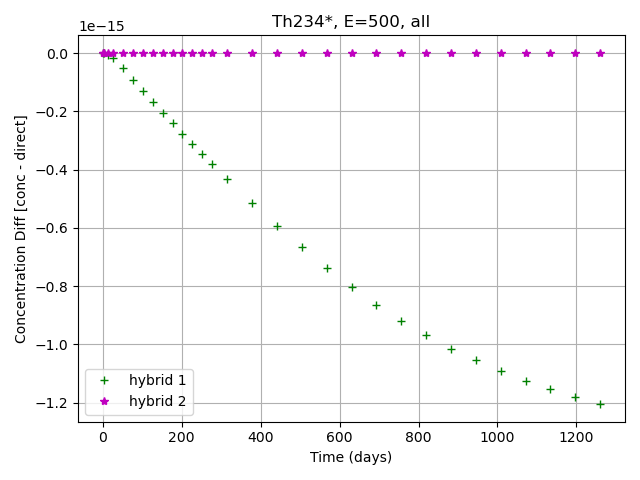 Th234*, E=500, all
1e−15
0.0
−0.2
−0.4
−0.6
−0.8
−1.0
−1.2
Concentration Diff [conc - direct]
hybrid 1
hybrid 2
0 200 400 600 800 1000 1200
Time (days)